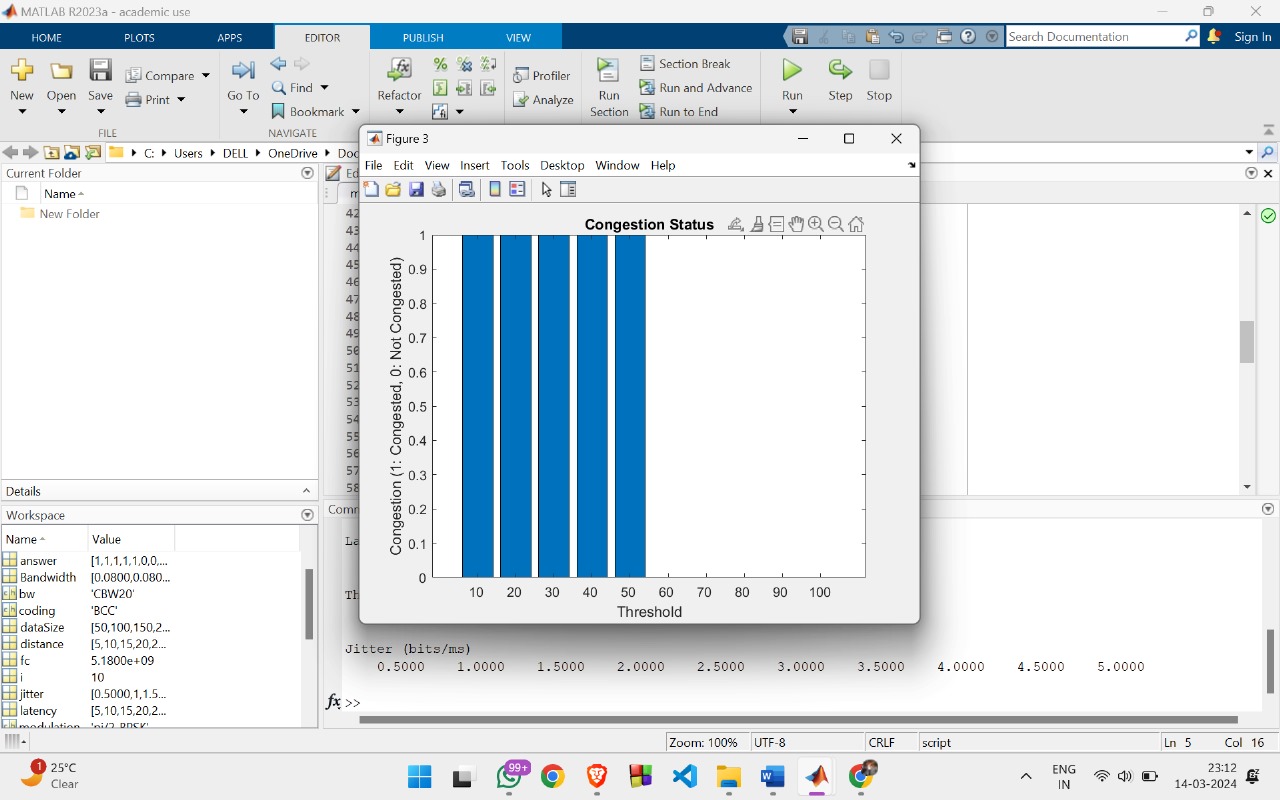 MATLAB R2023a - academic use
HOME PLOTS APPS EDITOR PUBLISH VIEW Search Documentation Sign In
New Open Save Compare Print Go To Find Bookmark Refactor Profiler Analyze Run Section Section Break Run and Advance Run to End Run Step Stop
FILE NAVIGATE
C: Users DELL OneDrive
Current Folder
Name
New Folder
Details
Workspace
Name Value
answer [1,1,1,1,1,0,0,...
Bandwidth [0.0800,0.080...
bw 'CBW20'
coding 'BCC'
dataSize [50,100,150,2...
distance [5,10,15,20,2...
fc 5.1800e+09
i 10
jitter [0.5000,1,1.5...
latency [5,10,15,20,2...
modulation 'pi/2-BPSK'
42
43
44
45
46
47
48
49
50
51
52
53
54
55
56
57
58
Figure 3
File Edit View Insert Tools Desktop Window Help
Congestion Status
Congestion (1: Congested, 0: Not Congested)
1
0.9
0.8
0.7
0.6
0.5
0.4
0.3
0.2
0.1
0
10 20 30 40 50 60 70 80 90 100
Threshold
Jitter (bits/ms)
0.5000 1.0000 1.5000 2.0000 2.5000 3.0000 3.5000 4.0000 4.5000 5.0000
fx >>
Zoom: 100% UTF-8 CRLF script Ln 5 Col 16
1
25°C
Clear
99+
ENG
IN
23:12
14-03-2024